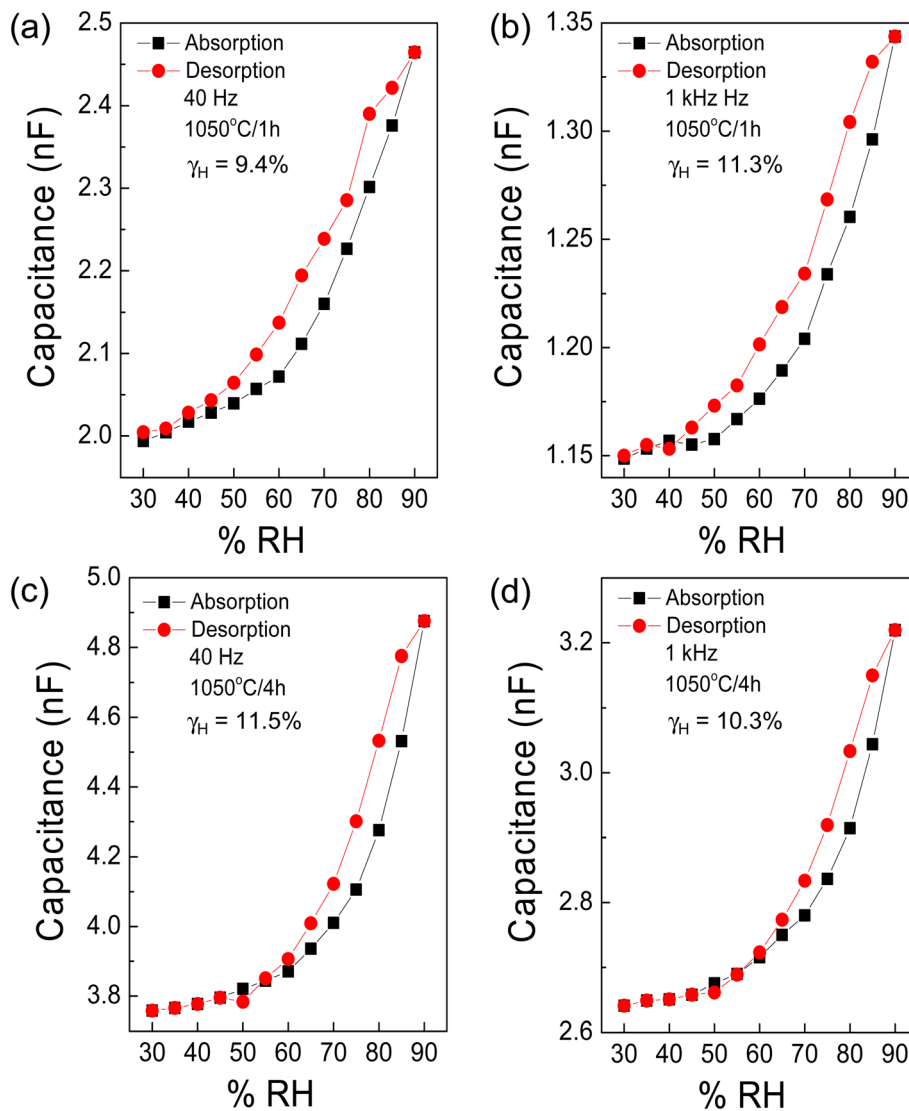 (a)
2.5
2.4
2.3
2.2
2.1
2.0
Capacitance (nF)
Absorption
Desorption
40 Hz
1050°C/1h
γH = 9.4%
30 40 50 60 70 80 90
% RH
(b)
1.35
1.30
1.25
1.20
1.15
Capacitance (nF)
Absorption
Desorption
1 kHz Hz
1050°C/1h
γH = 11.3%
30 40 50 60 70 80 90
% RH
(c)
5.0
4.8
4.6
4.4
4.2
4.0
3.8
Capacitance (nF)
Absorption
Desorption
40 Hz
1050°C/4h
γH = 11.5%
30 40 50 60 70 80 90
% RH
(d)
3.2
3.0
2.8
2.6
Capacitance (nF)
Absorption
Desorption
1 kHz
1050°C/4h
γH = 10.3%
30 40 50 60 70 80 90
% RH